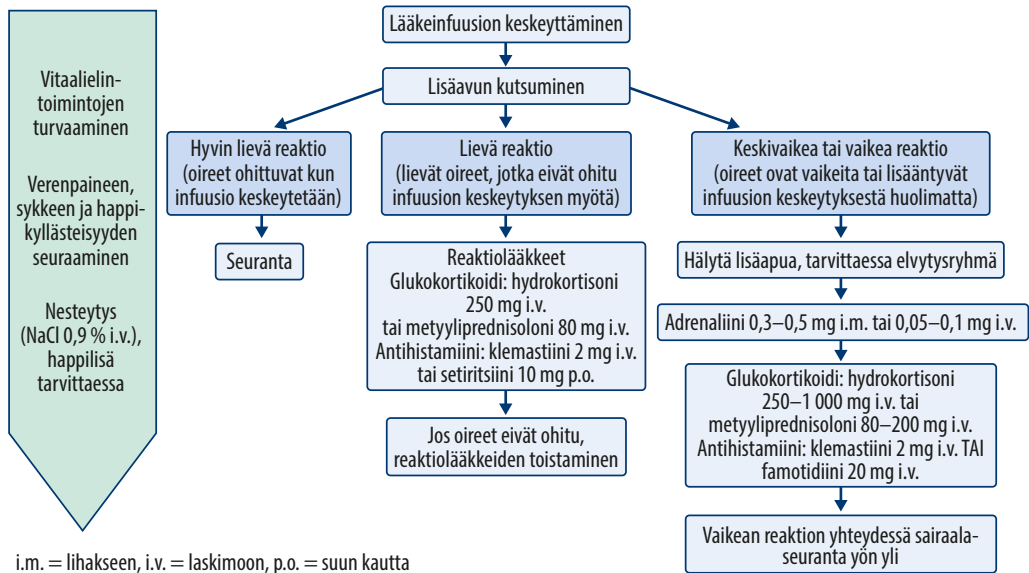 Lääkeinfuusion keskeyttäminen
Lisäavun kutsuminen
Vitaalielin-
toimintojen
turvaaminen
Verenpaineen,
sykkeen ja happi-
kyllästeisyyden
seuraaminen
Nesteytys
(NaCl 0,9 % i.v.),
happilisä
tarvittaessa
Hyvin lievä reaktio
(oireet ohittuvat kun
infuusio keskeytetään)
Seuranta
Lievä reaktio
(lievät oireet, jotka eivät ohitu
infuusion keskeytyksen myötä)
Reaktiolääkkeet
Glukokortikoidi: hydrokortisoni
250 mg i.v.
tai metyyliprednisoloni 80 mg i.v.
Antihistamiini: klemastiini 2 mg i.v.
tai setiritsiini 10 mg p.o.
Jos oireet eivät ohitu,
reaktiolääkkeiden toistaminen
Keskivaikea tai vaikea reaktio
(oireet ovat vaikeita tai lisääntyvät
infuusion keskeytyksestä huolimatta)
Hälytä lisäapua, tarvittaessa elvytysryhmä
Adrenaliini 0,3–0,5 mg i.m. tai 0,05–0,1 mg i.v.
Glukokortikoidi: hydrokortisoni
250–1 000 mg i.v. tai
metyyliprednisoloni 80–200 mg i.v.
Antihistamiini: klemastiini 2 mg i.v. TAI
famotidiini 20 mg i.v.
Vaikean reaktion yhteydessä sairaala-
seuranta yön yli
i.m. = lihakseen, i.v. = laskimoon, p.o. = suun kautta